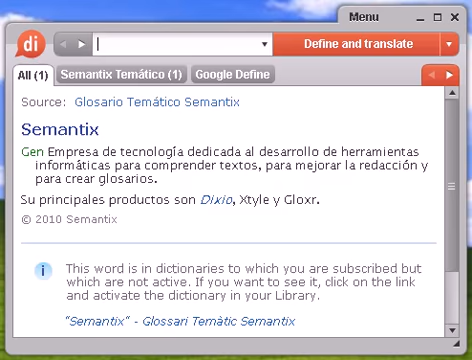 Menu
di
Define and translate
All (1) Semantix Temático (1) Google Define
Source: Glosario Temático Semantix
Semantix
Gen Empresa de tecnología dedicada al desarrollo de herramientas
informáticas para comprender textos, para mejorar la redacción y
para crear glosarios.
Su principales producto son Dixio, Xtyle y Gloxr.
© 2010 Semantix
i
This word is in dictionaries to which you are subscribed but
which are not active. If you want to see it, click on the link
and activate the dictionary in your Library.
"Semantix" - Glossari Temàtic Semantix